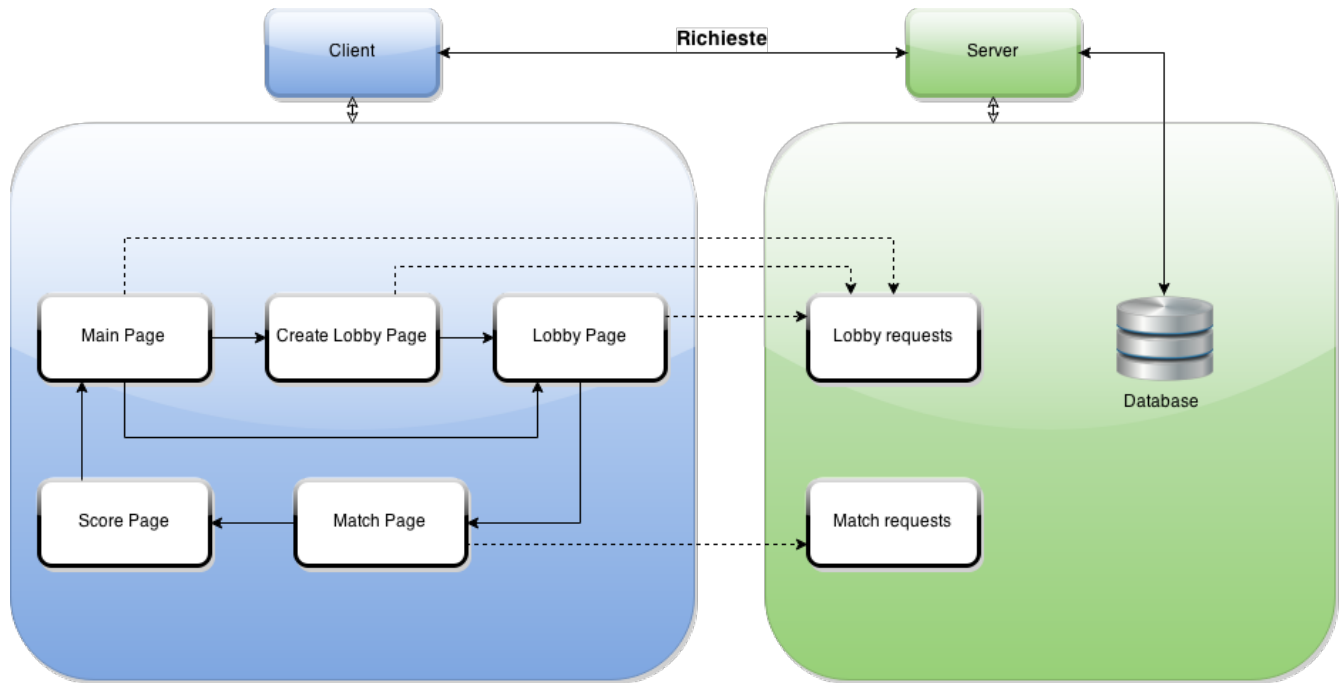 Client
Richieste
Server
Main Page
Create Lobby Page
Lobby Page
Lobby requests
Database
Score Page
Match Page
Match requests